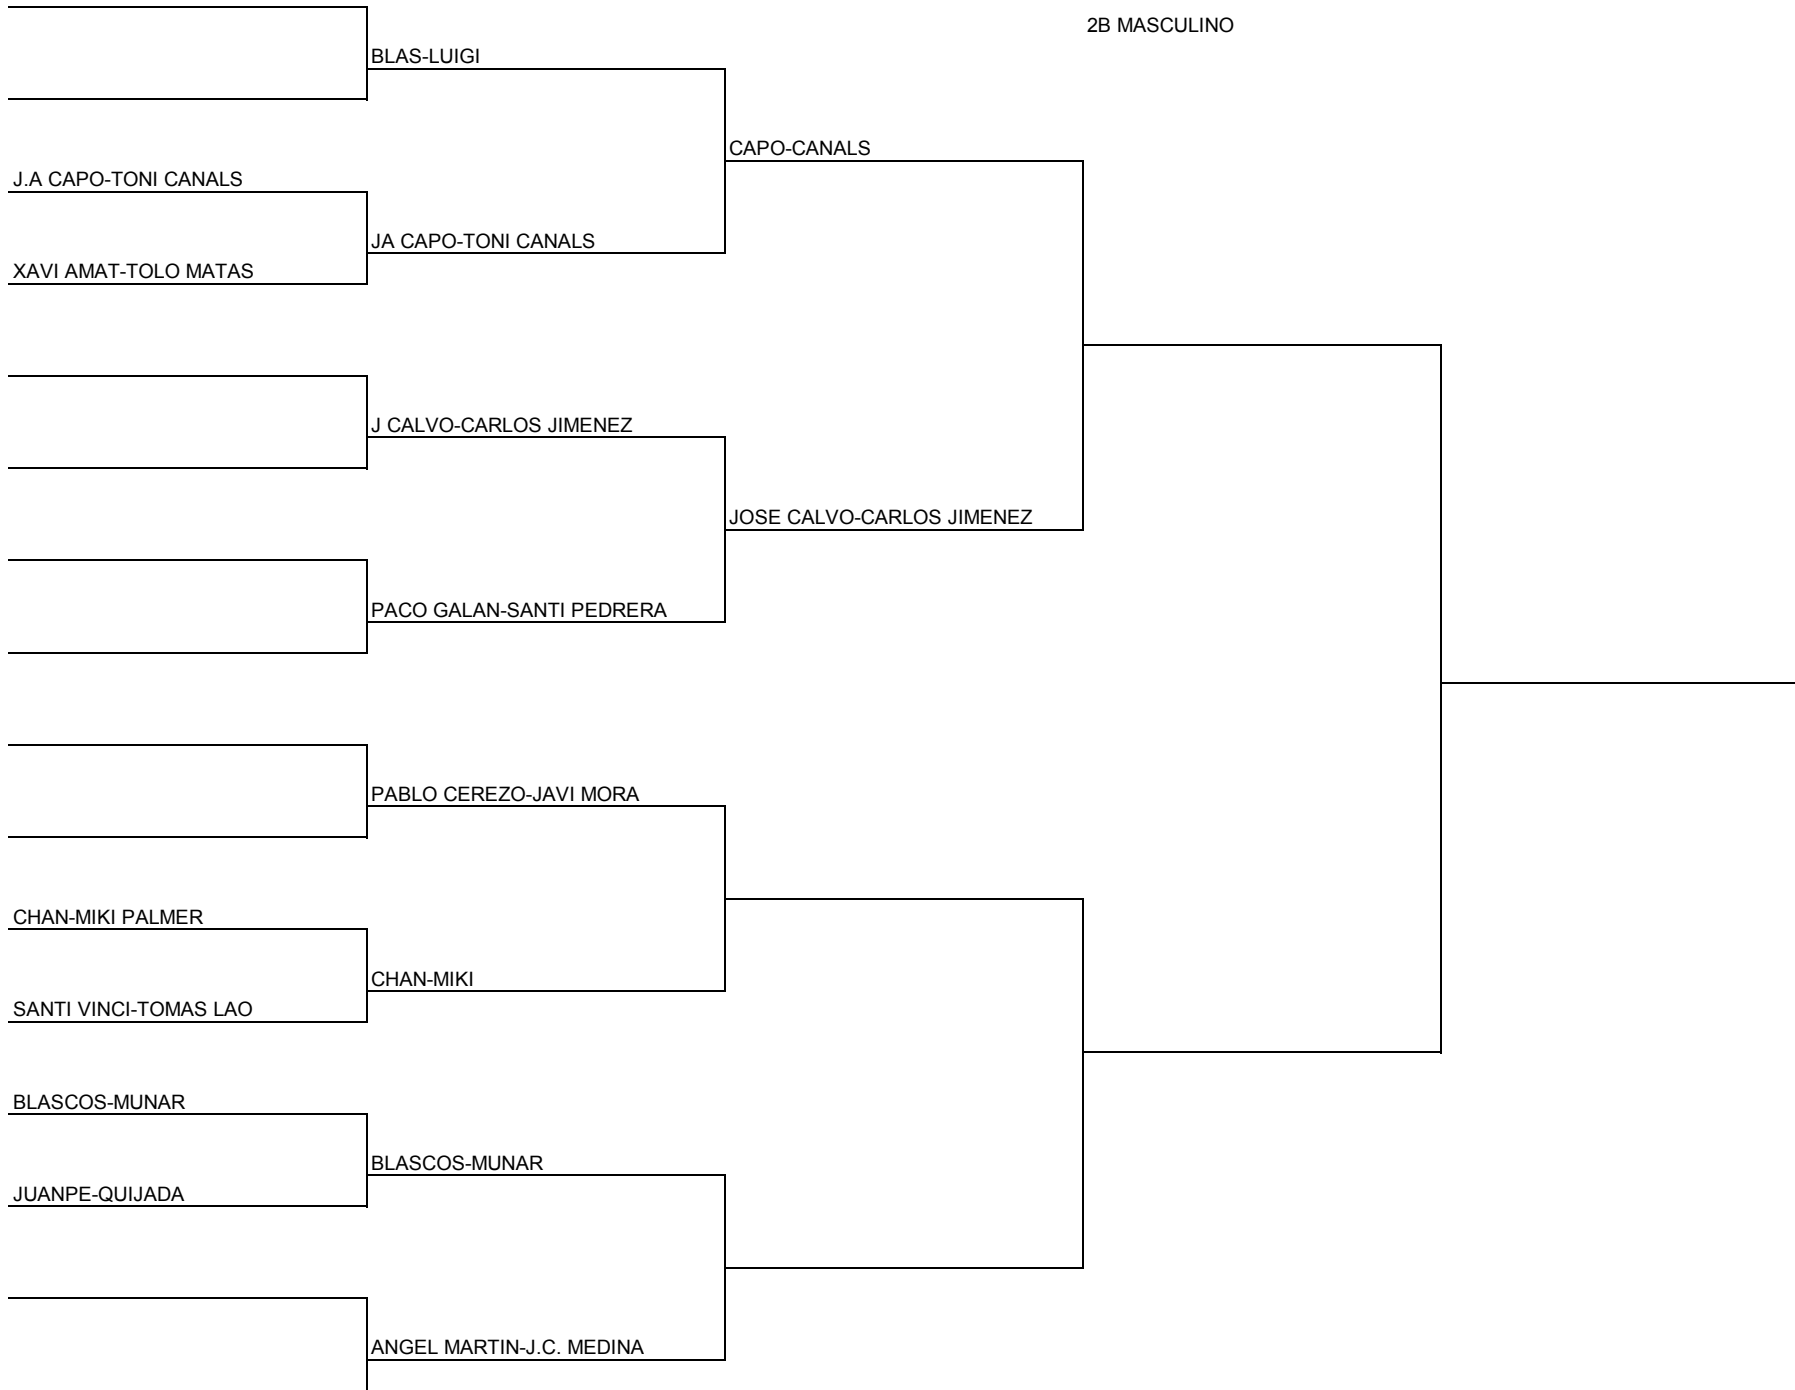 2B MASCULINO
BLAS-LUIGI
CAPO-CANALS
J.A CAPO-TONI CANALS
JA CAPO-TONI CANALS
XAVI AMAT-TOLO MATAS
J CALVO-CARLOS JIMENEZ
JOSE CALVO-CARLOS JIMENEZ
PACO GALAN-SANTI PEDRERA
PABLO CEREZO-JAVI MORA
CHAN-MIKI PALMER
CHAN-MIKI
SANTI VINCI-TOMAS LAO
BLASCOS-MUNAR
BLASCOS-MUNAR
JUANPE-QUIJADA
ANGEL MARTIN-J.C. MEDINA